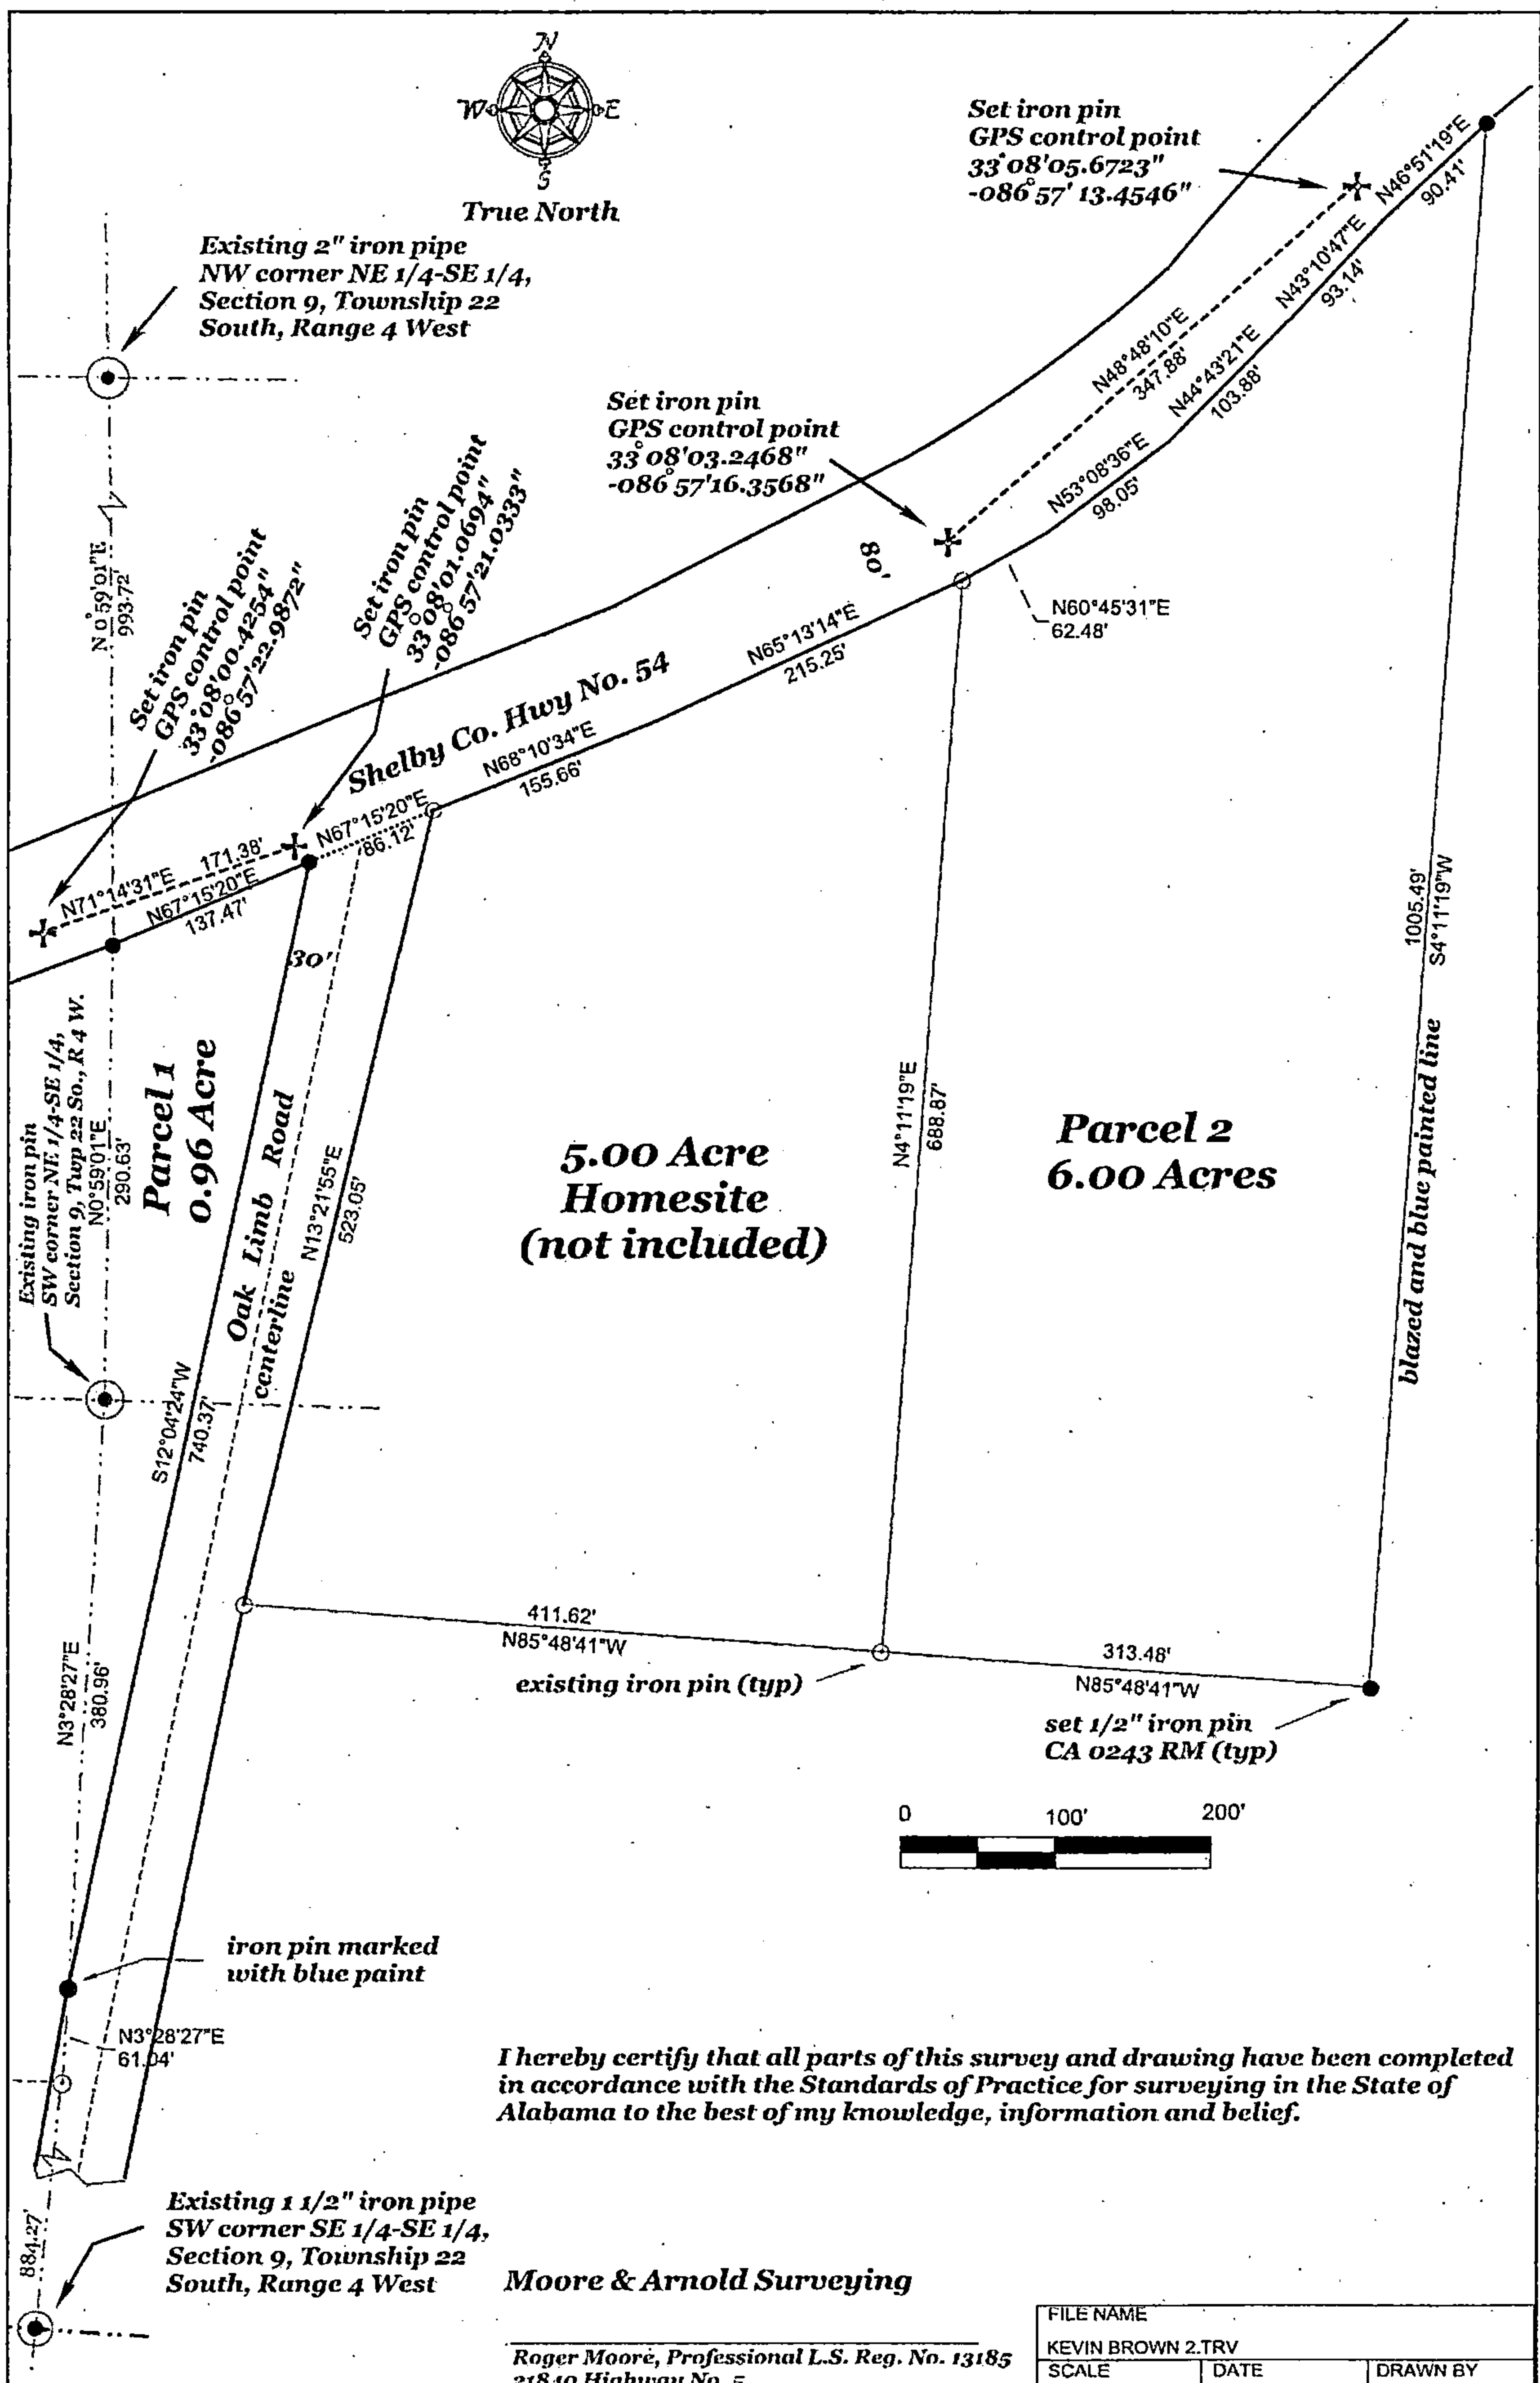 N
W E
S
True North
Set iron pin
GPS control point
33°08'05.6723"
-086°57'13.4546"
N46°51'19"E
90.41'
Existing 2" iron pipe
NW corner NE 1/4-SE 1/4,
Section 9, Township 22
South, Range 4 West
N43°10'47"E
93.14'
N48°48'10"E
347.88'
N44°43'21"E
103.88'
Set iron pin
GPS control point
33°08'03.2468"
-086°57'16.3568"
N53°08'36"E
98.05'
80'
N60°45'31"E
62.48'
N 0°59'01"E
993.72'
Set iron pin
GPS control point
33°08'00.4254"
-086°57'22.9872"
Set iron pin
GPS control point
33°08'01.0694"
-086°57'21.0333"
N65°13'14"E
215.25'
Shelby Co. Hwy No. 54
N68°10'34"E
155.66'
N67°15'20"E
86.12'
N71°14'31"E 171.38'
N67°15'20"E
137.47'
30'
1005.49'
S4°11'19"W
blazed and blue painted line
Existing iron pin
SW corner NE 1/4-SE 1/4,
Section 9, Twp 22 So., R 4 W.
N0°59'01"E
290.63'
Parcel 1
0.96 Acre
Oak Limb Road
centerline
N13°21'55"E
523.05'
5.00 Acre
Homesite
(not included)
N4°11'19"E
688.87'
Parcel 2
6.00 Acres
S12°04'24"W
740.37'
N3°28'27"E
380.96'
411.62'
N85°48'41"W
existing iron pin (typ)
313.48'
N85°48'41"W
set 1/2" iron pin
CA 0243 RM (typ)
0 100' 200'
iron pin marked
with blue paint
N3°28'27"E
61.04'
I hereby certify that all parts of this survey and drawing have been completed
in accordance with the Standards of Practice for surveying in the State of
Alabama to the best of my knowledge, information and belief.
884.27'
Existing 1 1/2" iron pipe
SW corner SE 1/4-SE 1/4,
Section 9, Township 22
South, Range 4 West
Moore & Arnold Surveying
Roger Moore, Professional L.S. Reg. No. 13185
21840 Highway No. 5
FILE NAME
KEVIN BROWN 2.TRV
SCALE DATE DRAWN BY